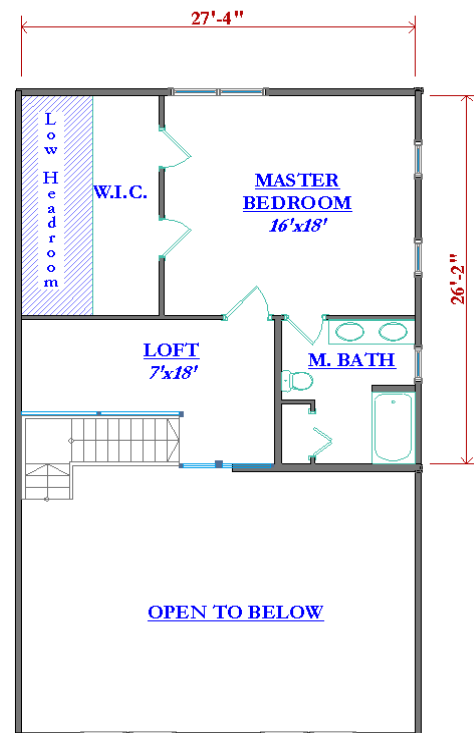 27'-4"
Low Headroom
W.I.C.
MASTER
BEDROOM
16'x18'
26'-2"
LOFT
7'x18'
M. BATH
OPEN TO BELOW